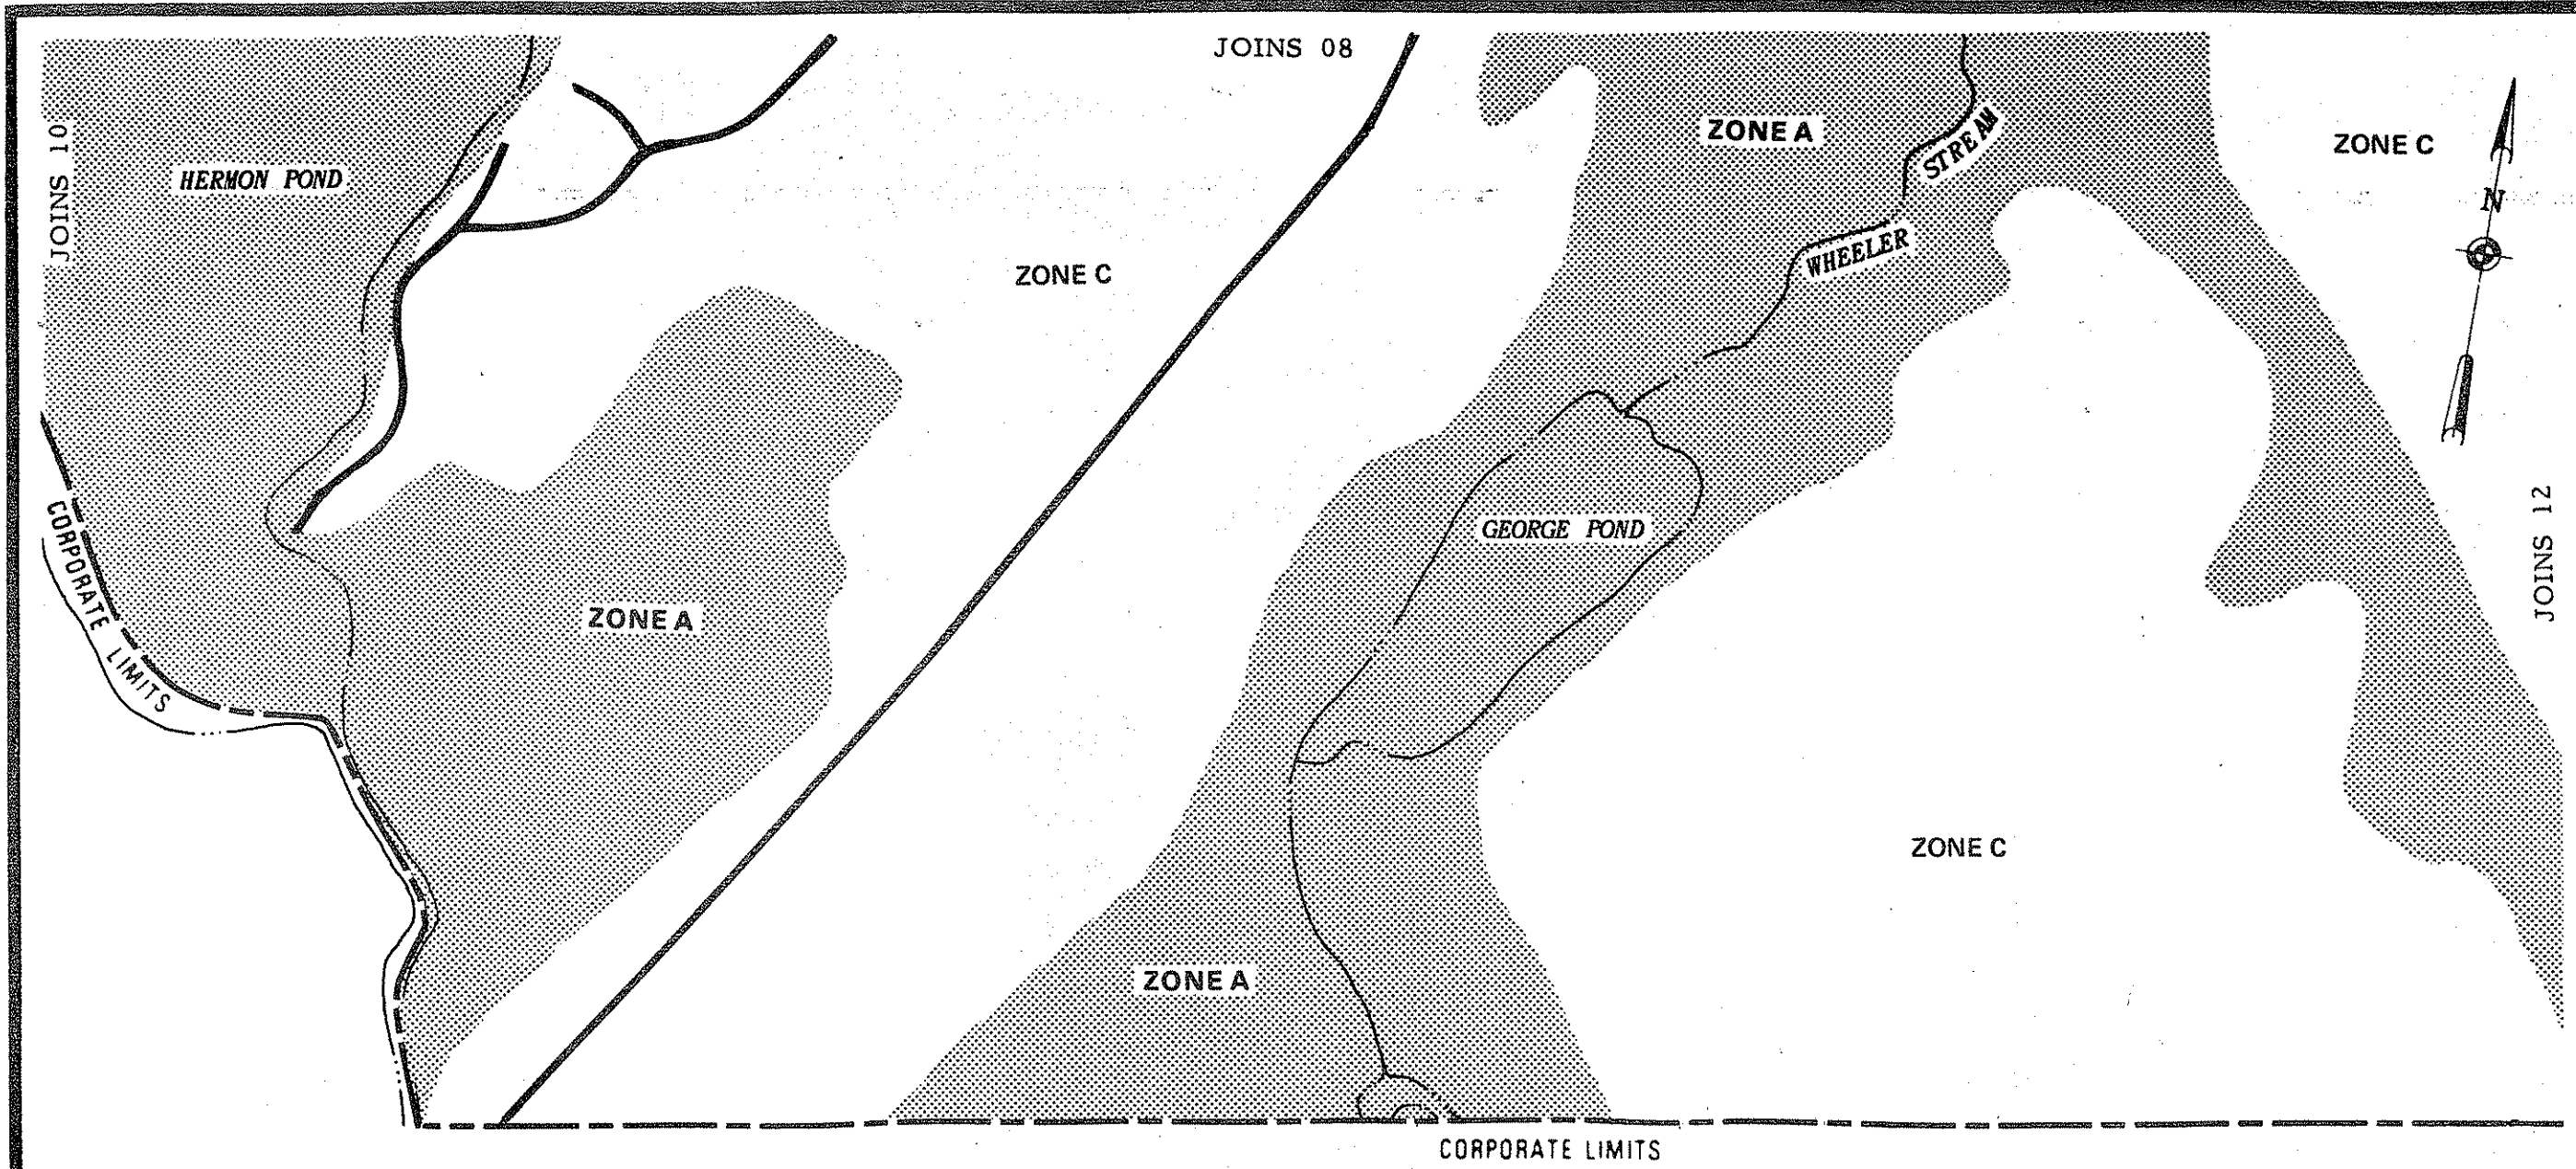 JOINS 08
JOINS 10
HERMON POND
ZONE A
STREAM
WHEELER
ZONE C
N
ZONE C
GEORGE POND
JOINS 12
CORPORATE LIMITS
ZONE A
ZONE C
ZONE A
CORPORATE LIMITS